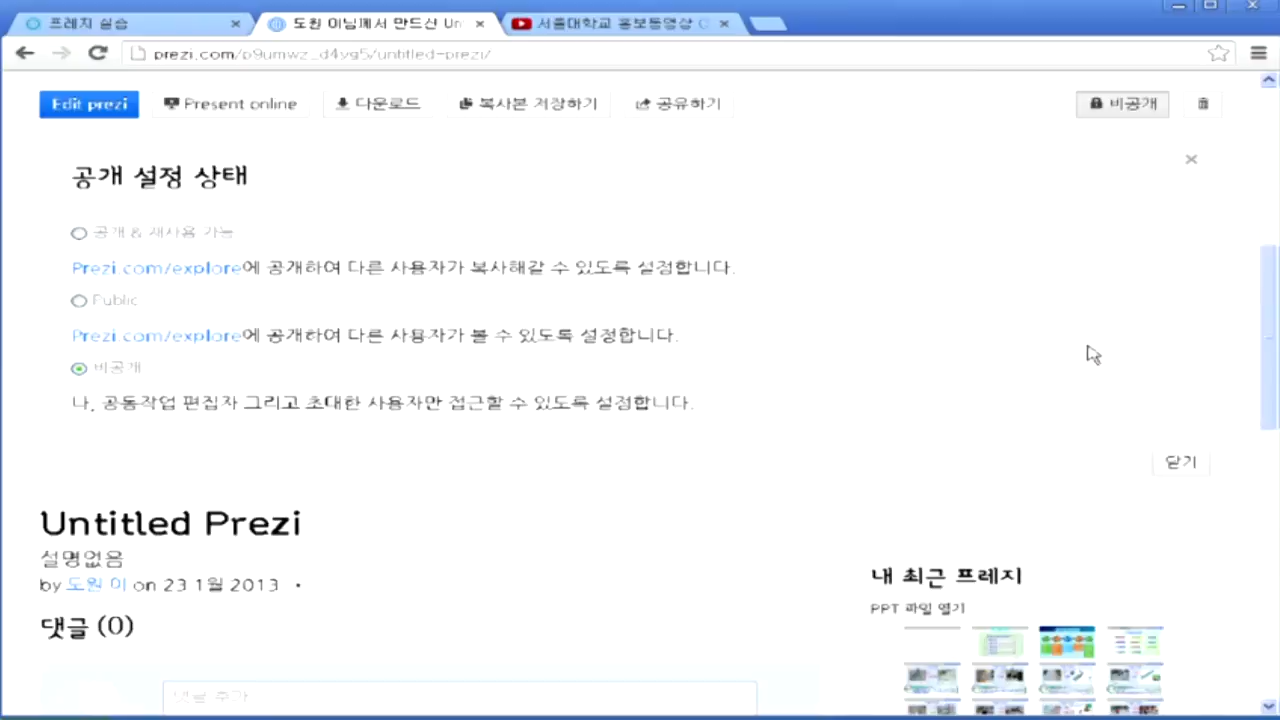 프레지 실습
도원 이님께서 만드신 Un
서울대학교 홍보동영상
prezi.com/p9umwz_d4yg5/untitled-prezi/
Edit prezi Present online 다운로드 복사본 저장하기 공유하기 비공개
공개 설정 상태
공개 & 재사용 가능
Prezi.com/explore에 공개하여 다른 사용자가 복사해갈 수 있도록 설정합니다.
Public
Prezi.com/explore에 공개하여 다른 사용자가 볼 수 있도록 설정합니다.
비공개
나, 공동작업 편집자 그리고 초대한 사용자만 접근할 수 있도록 설정합니다.
닫기
Untitled Prezi
설명없음
by 도원 이 on 23 1월 2013 •
댓글 (0)
댓글 추가
내 최근 프레지
PPT 파일 열기